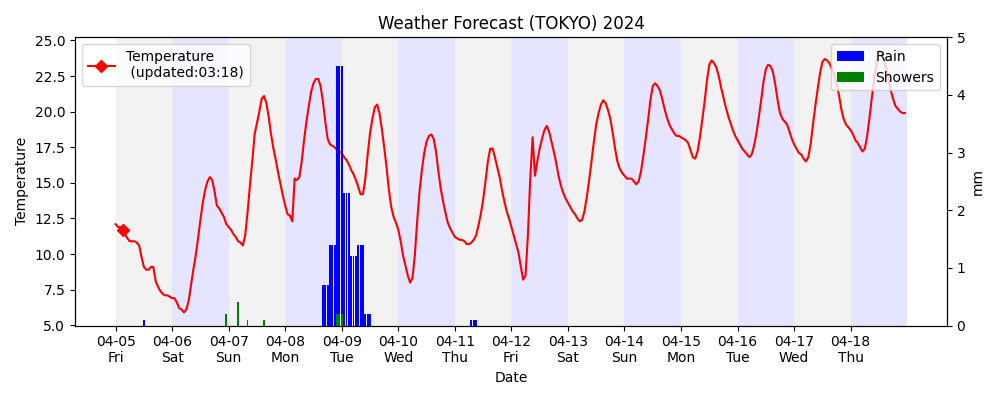 Weather Forecast (TOKYO) 2024
Temperature
(updated:03:18)
Rain
Showers
25.0
22.5
20.0
17.5
15.0
12.5
10.0
7.5
5.0
Temperature
5
4
3
2
1
0
mm
04-05 04-06 04-07 04-08 04-09 04-10 04-11 04-12 04-13 04-14 04-15 04-16 04-17 04-18
Fri Sat Sun Mon Tue Wed Thu Fri Sat Sun Mon Tue Wed Thu
Date